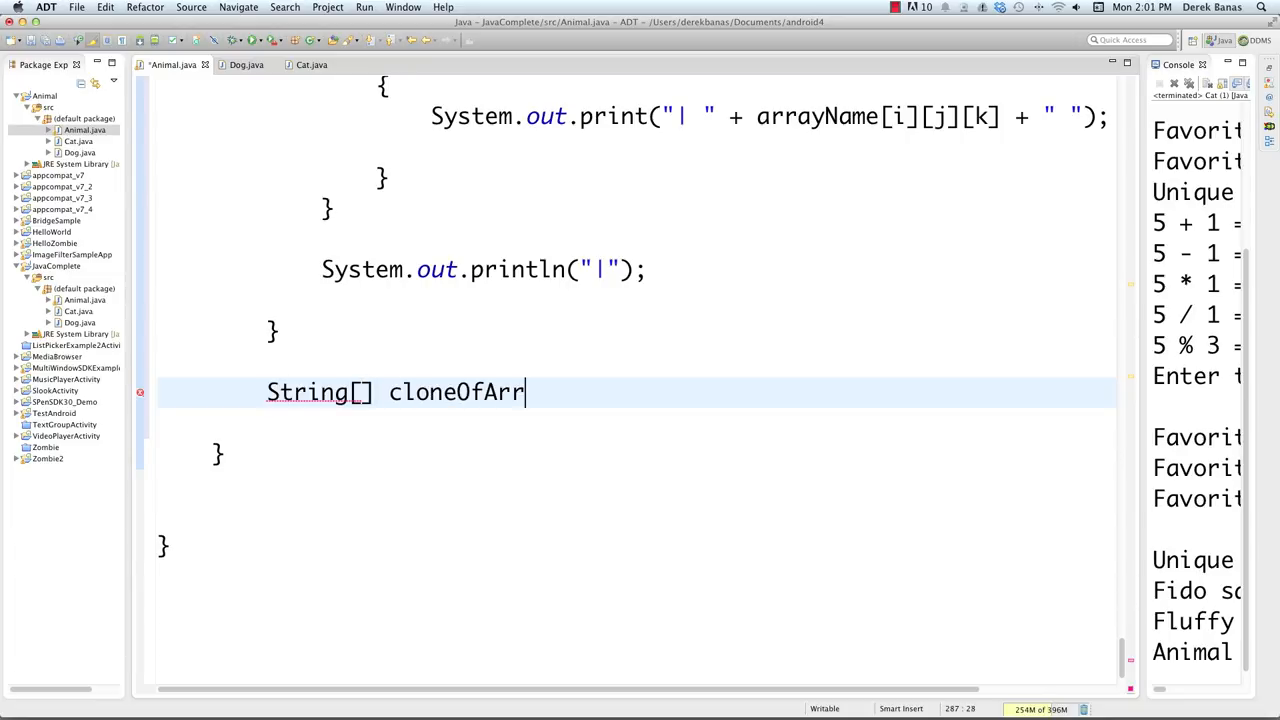 ADT File Edit Refactor Source Navigate Search Project Run Window Help 10 Mon 2:01 PM Derek Banas
Java - JavaComplete/src/Animal.java - ADT - /Users/derekbanas/Documents/android4
Quick Access Java DDMS
Package Exp
*Animal.java Dog.java Cat.java
Console
<terminated> Cat (1) [Java
Animal
src
(default package)
Animal.java
Cat.java
Dog.java
JRE System Library [Ja
appcompat_v7
appcompat_v7_2
appcompat_v7_3
appcompat_v7_4
BridgeSample
HelloWorld
HelloZombie
ImageFilterSampleApp
JavaComplete
src
(default package)
Animal.java
Cat.java
Dog.java
JRE System Library [Ja
ListPickerExample2Activi
MediaBrowser
MultiWindowSDKExample
MusicPlayerActivity
SlookActivity
SPenSDK30_Demo
TestAndroid
TextGroupActivity
VideoPlayerActivity
Zombie
Zombie2
{
System.out.print("| " + arrayName[i][j][k] + " ");
}
}
System.out.println("|");
}
String[] cloneOfArr
}
}
Favorit
Favorit
Unique
5 + 1 =
5 - 1 =
5 * 1 =
5 / 1 =
5 % 3 =
Enter t
Favorit
Favorit
Favorit
Unique
Fido sa
Fluffy
Animal
Writable Smart Insert 287 : 28 254M of 396M